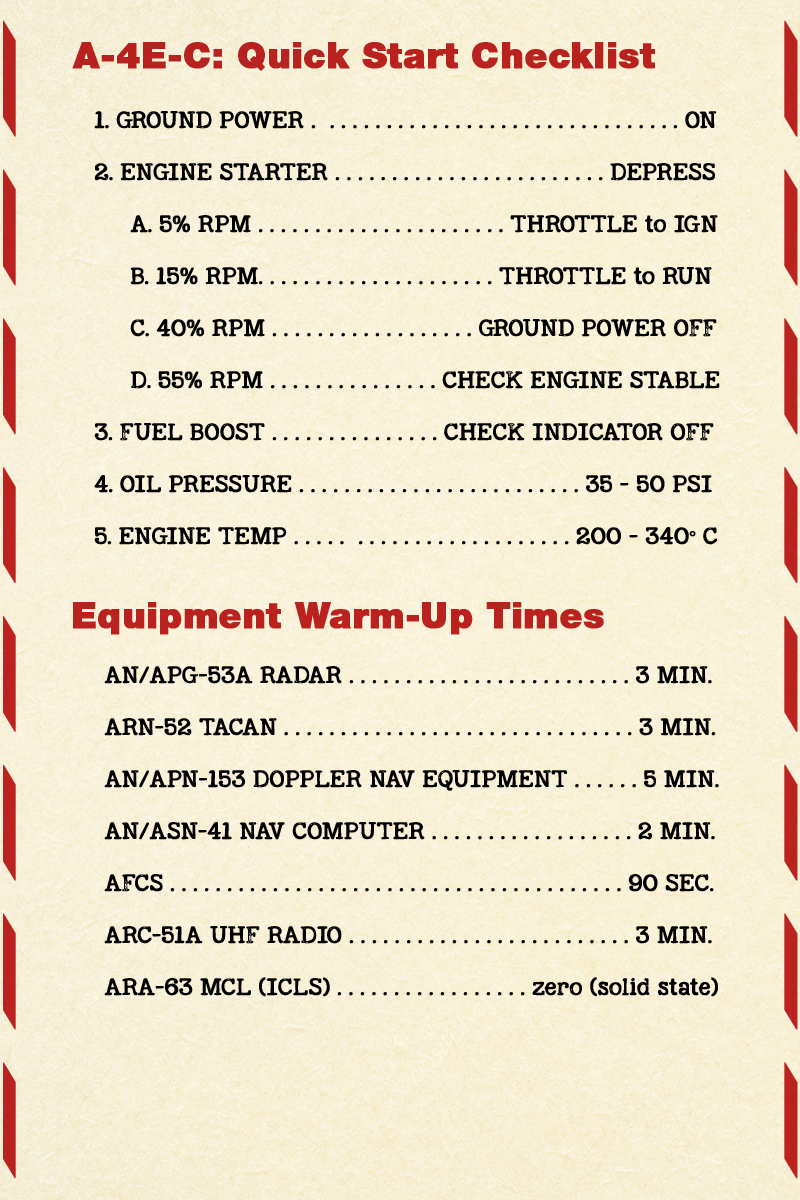 A-4E-C: Quick Start Checklist
1. GROUND POWER . ............................... ON
2. ENGINE STARTER ........................ DEPRESS
A. 5% RPM ...................... THROTTLE to IGN
B. 15% RPM..................... THROTTLE to RUN
C. 40% RPM .................. GROUND POWER OFF
D. 55% RPM ............... CHECK ENGINE STABLE
3. FUEL BOOST ............... CHECK INDICATOR OFF
4. OIL PRESSURE ......................... 35 - 50 PSI
5. ENGINE TEMP ..... ................... 200 - 340° C
Equipment Warm-Up Times
AN/APG-53A RADAR ......................... 3 MIN.
ARN-52 TACAN ............................... 3 MIN.
AN/APN-153 DOPPLER NAV EQUIPMENT ...... 5 MIN.
AN/ASN-41 NAV COMPUTER ................ 2 MIN.
AFCS ........................................ 90 SEC.
ARC-51A UHF RADIO ......................... 3 MIN.
ARA-63 MCL (ICLS) ................. zero (solid state)